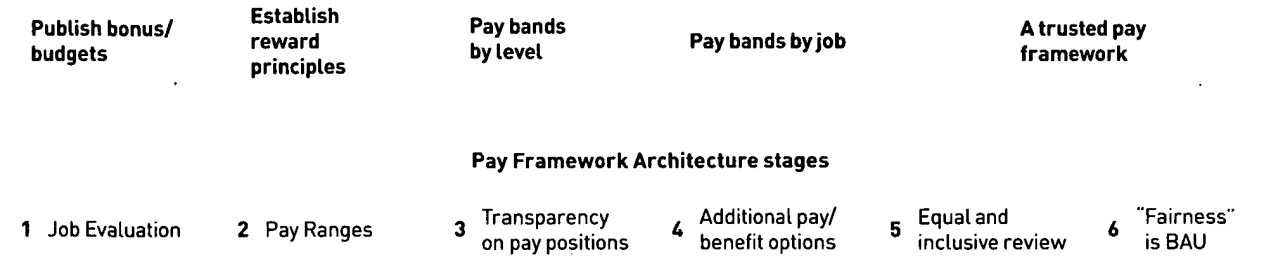 Publish bonus/
budgets
Establish
reward
principles
Pay bands
by level
Pay bands by job
A trusted pay
framework
Pay Framework Architecture stages
1 Job Evaluation
2 Pay Ranges
3 Transparency
on pay positions
4 Additional pay/
benefit options
5 Equal and
inclusive review
6 "Fairness"
is BAU